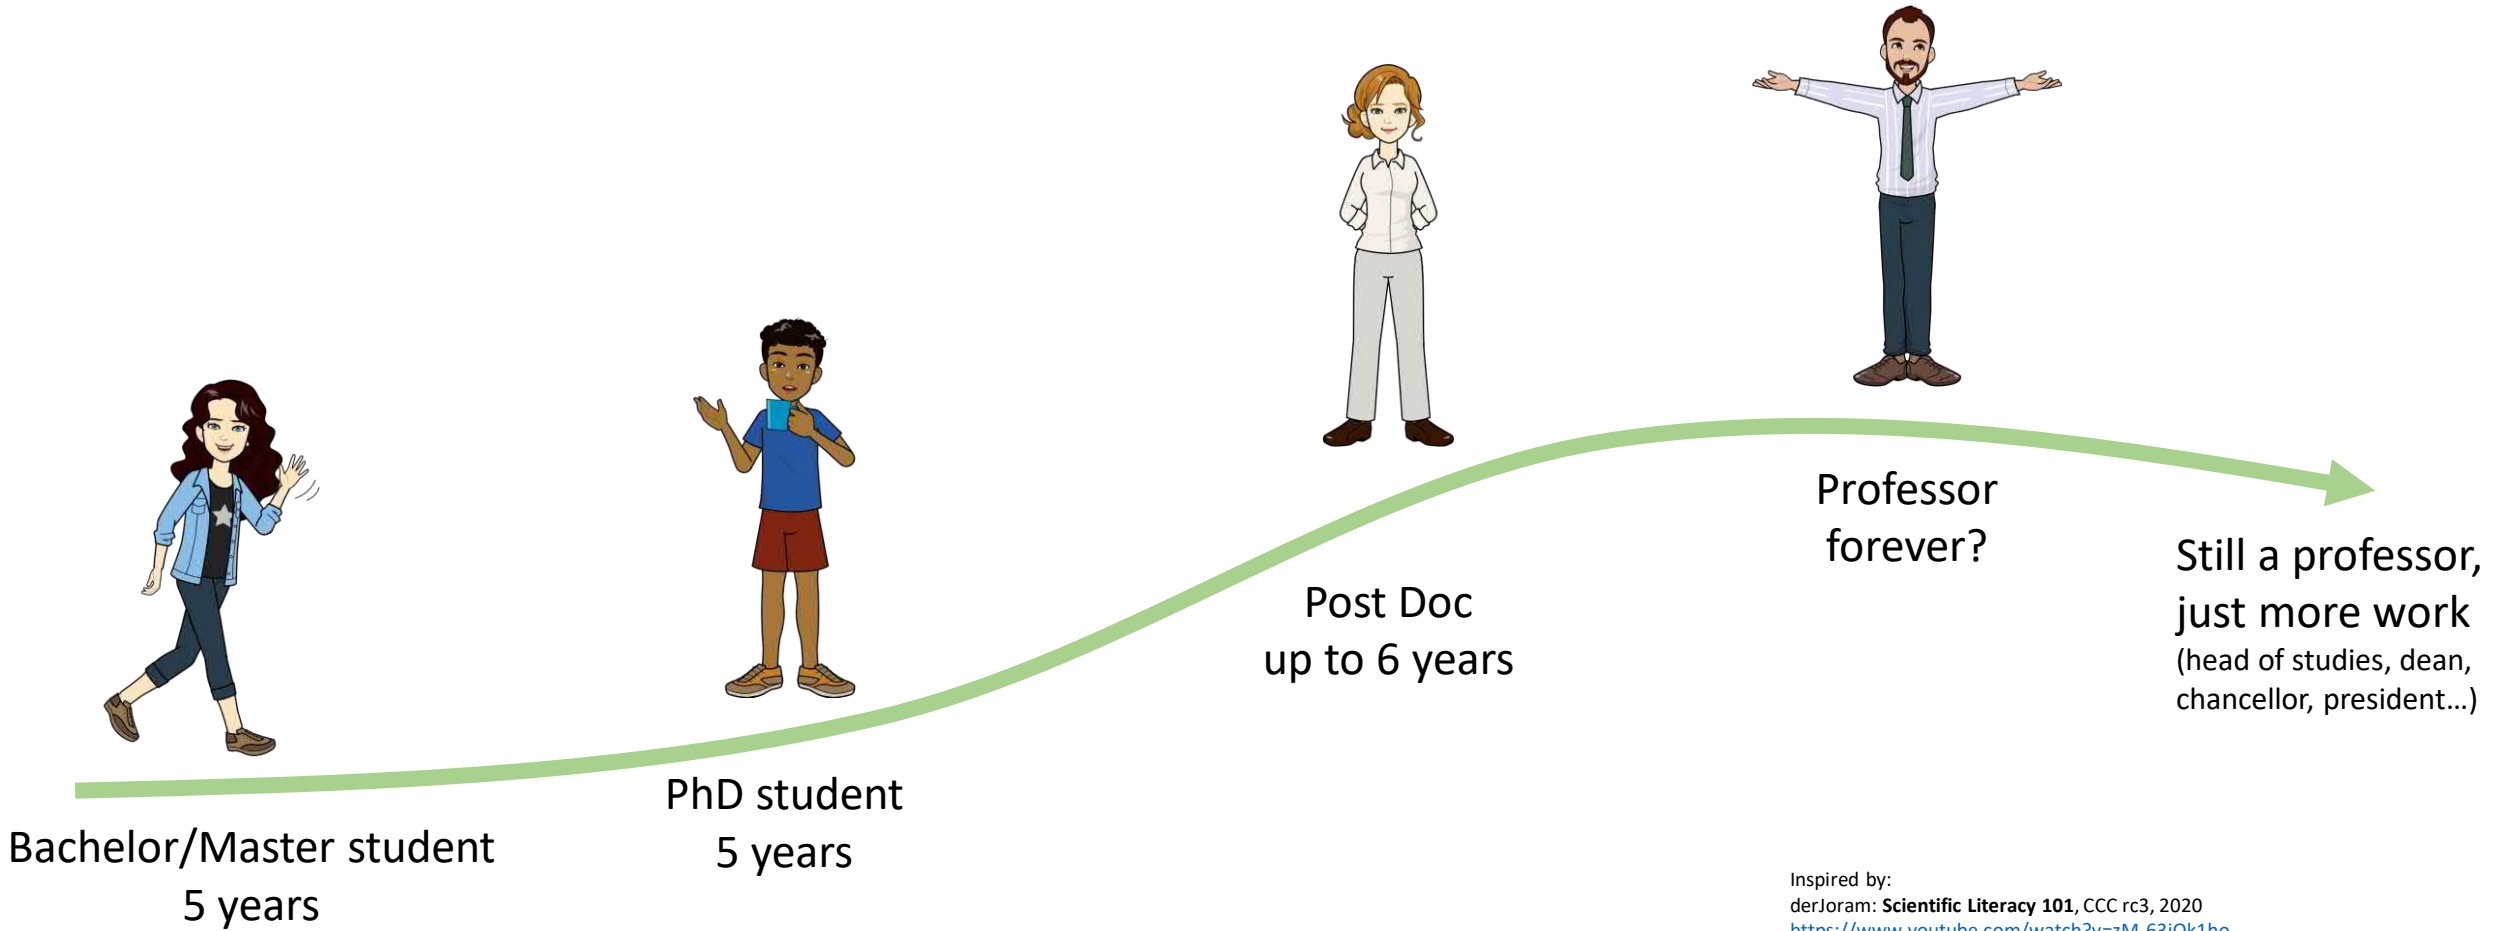 Bachelor/Master student
5 years
PhD student
5 years
Post Doc
up to 6 years
Professor
forever?
Still a professor,
just more work
(head of studies, dean,
chancellor, president…)
Inspired by:
derJoram: Scientific Literacy 101, CCC rc3, 2020